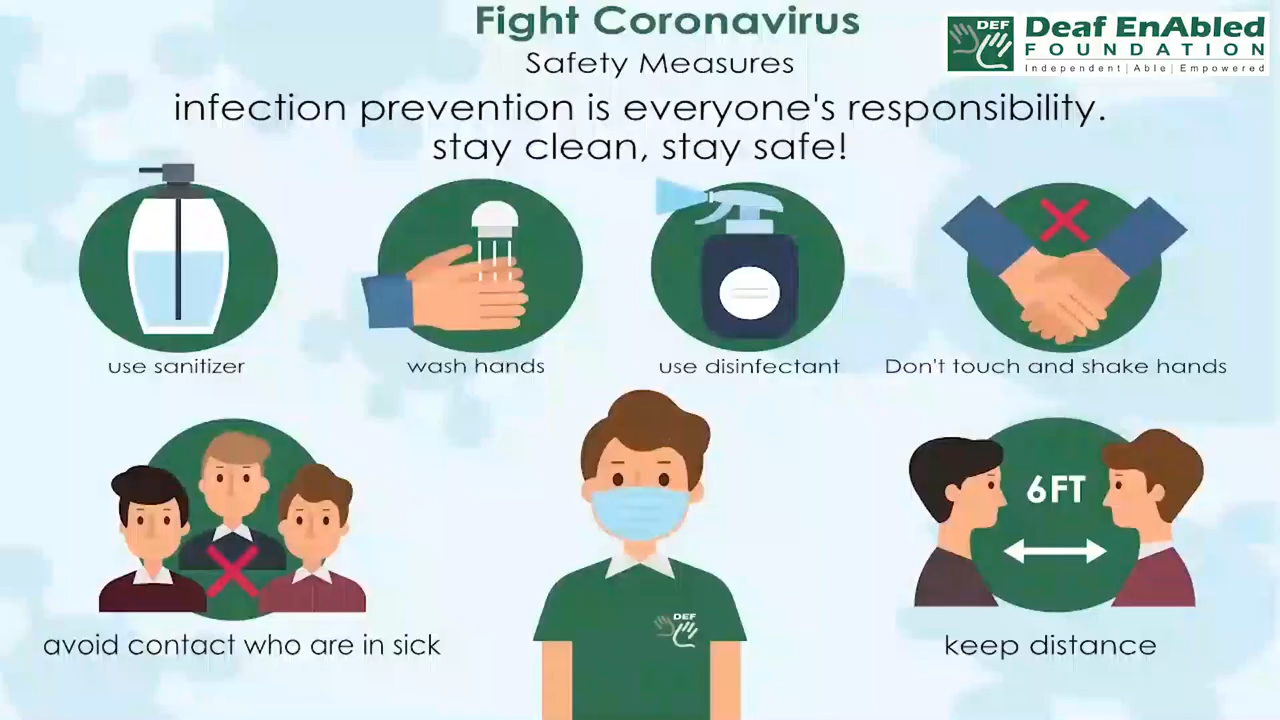 Fight Coronavirus
Safety Measures
DEF
Deaf EnAbled
FOUNDATION
Independent | Able | Empowered
infection prevention is everyone's responsibility.
stay clean, stay safe!
use sanitizer
wash hands
use disinfectant
Don't touch and shake hands
6FT
DEF
avoid contact who are in sick
keep distance